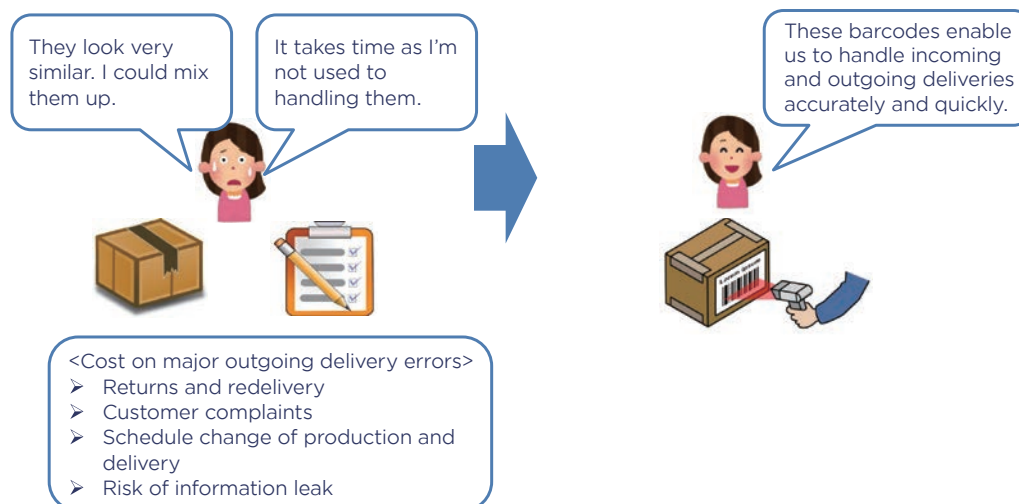 They look very
similar. I could mix
them up.
It takes time as I'm
not used to
handling them.
These barcodes enable
us to handle incoming
and outgoing deliveries
accurately and quickly.
Lorem ipsum
<Cost on major outgoing delivery errors>
➢ Returns and redelivery
➢ Customer complaints
➢ Schedule change of production and
delivery
➢ Risk of information leak